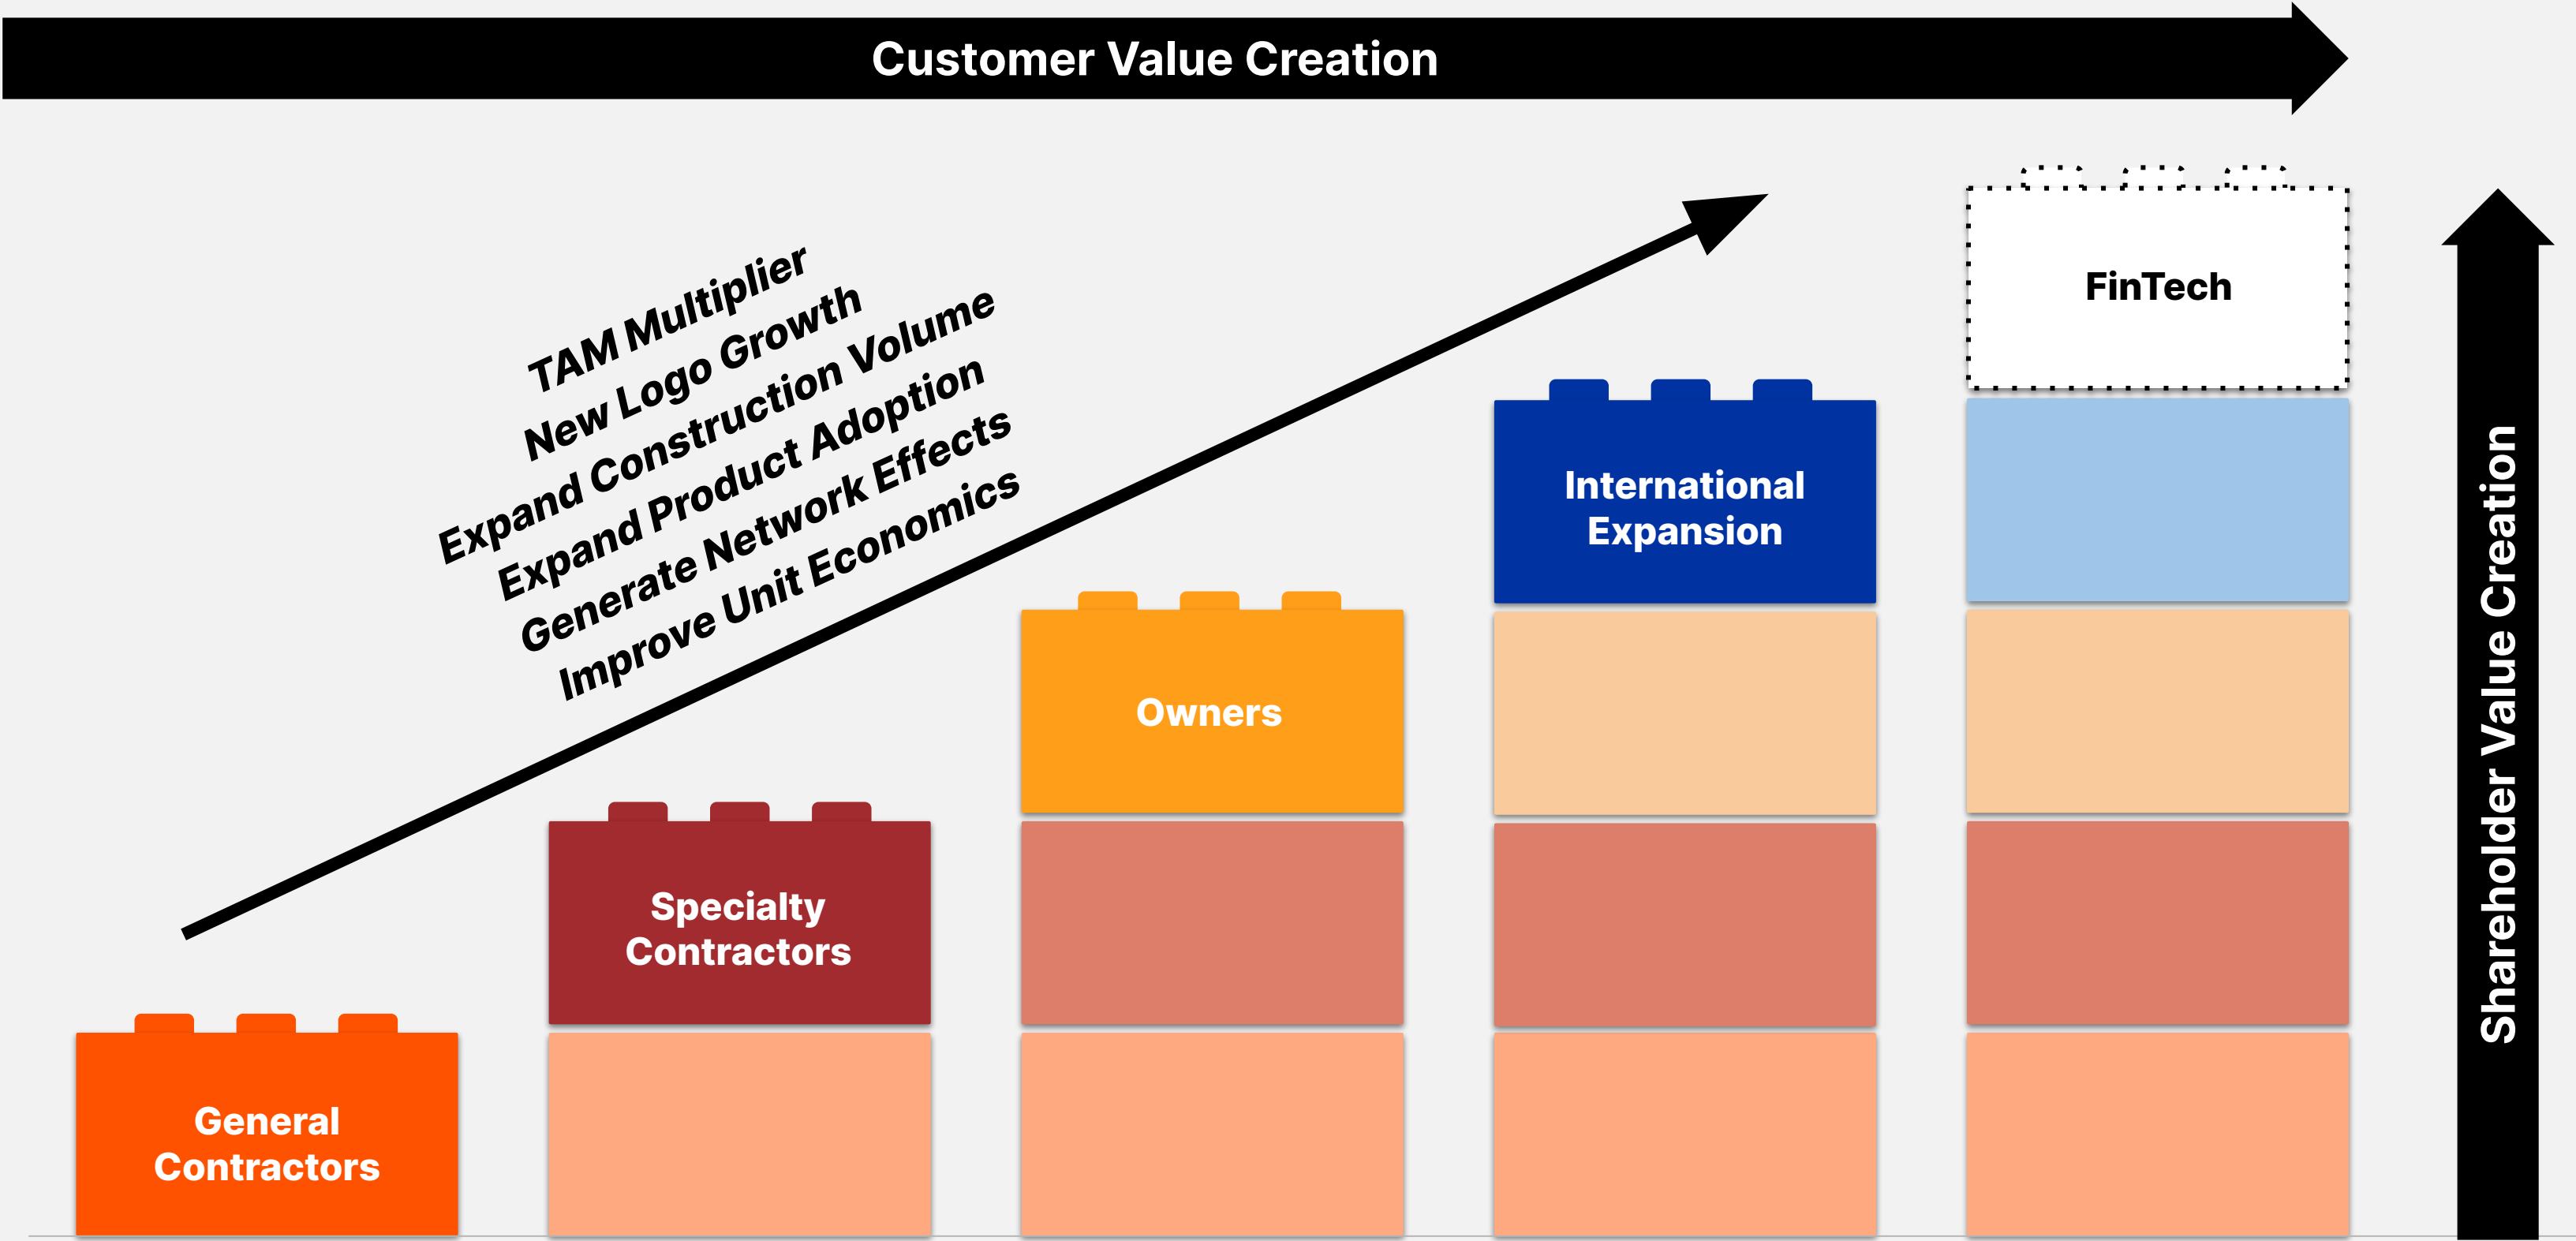 Customer Value Creation
TAM Multiplier
New Logo Growth
Expand Construction Volume
Expand Product Adoption
Generate Network Effects
Improve Unit Economics
General
Contractors
Specialty
Contractors
Owners
International
Expansion
FinTech
Shareholder Value Creation